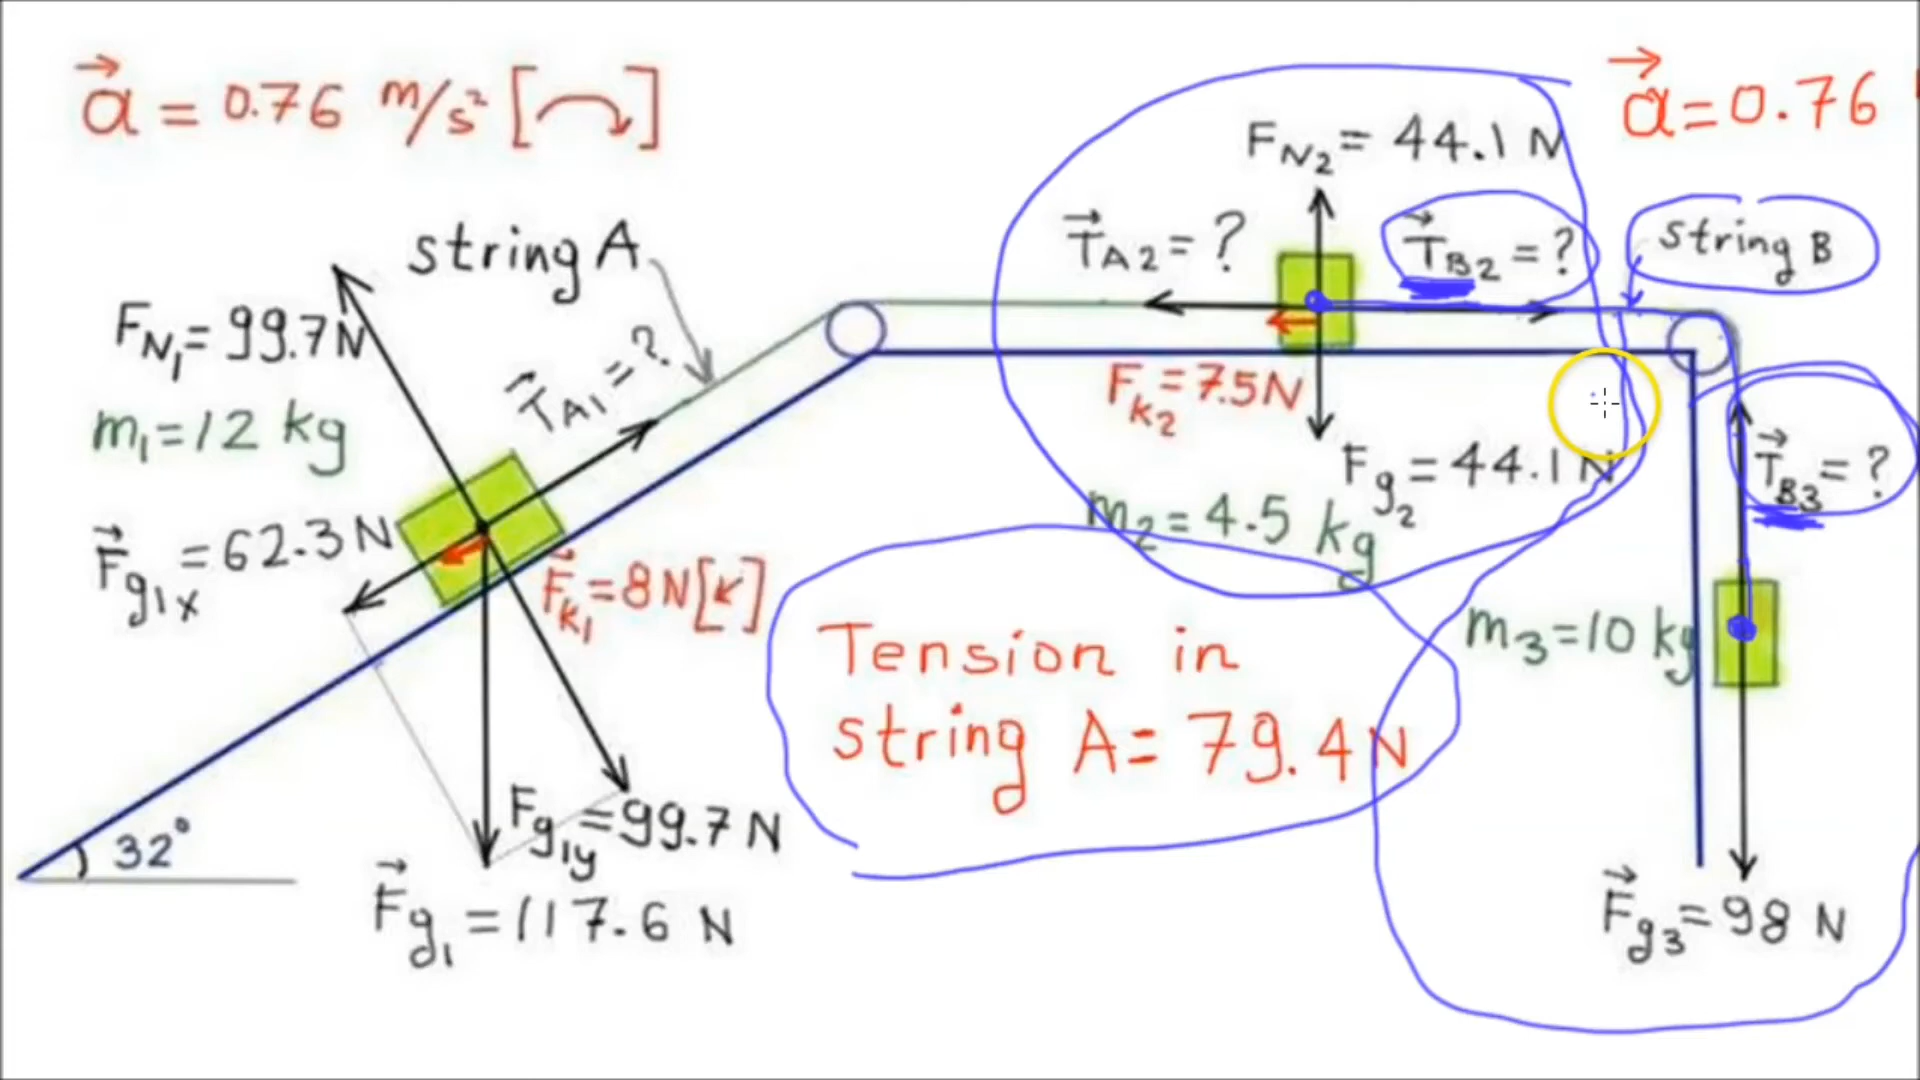 a = 0.76 m/s² [↷]
a = 0.76
F_N₂ = 44.1 N
string A
T_A2 = ?
T_B2 = ?
string B
F_N₁ = 99.7 N
T_A₁ = ?
m₁ = 12 kg
F_k₂ = 7.5 N
F_g₂ = 44.1 N
T_B3 = ?
F_g₁x = 62.3 N
F_k₁ = 8 N [↙]
m₂ = 4.5 kg
m₃ = 10 kg
Tension in
string A = 79.4 N
32°
F_g₁y = 99.7 N
F_g₁ = 117.6 N
F_g3 = 98 N